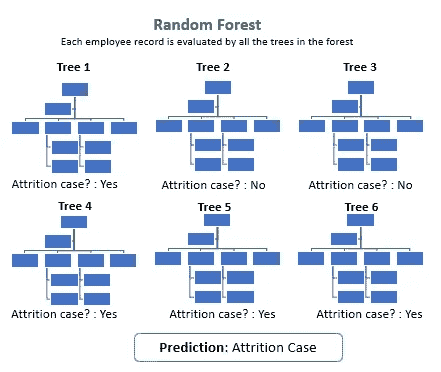 Random Forest
Each employee record is evaluated by all the trees in the forest
Tree 1
Tree 2
Tree 3
Attrition case? : Yes
Attrition case? : No
Attrition case? : No
Tree 4
Tree 5
Tree 6
Attrition case? : Yes
Attrition case? : Yes
Attrition case? : Yes
Prediction: Attrition Case